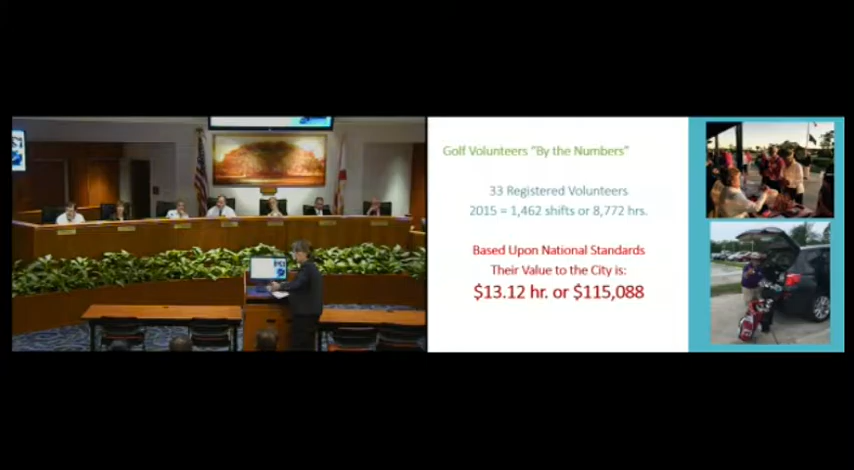 Golf Volunteers "By the Numbers"
33 Registered Volunteers
2015 = 1,462 shifts or 8,772 hrs.
Based Upon National Standards
Their Value to the City is:
$13.12 hr. or $115,088